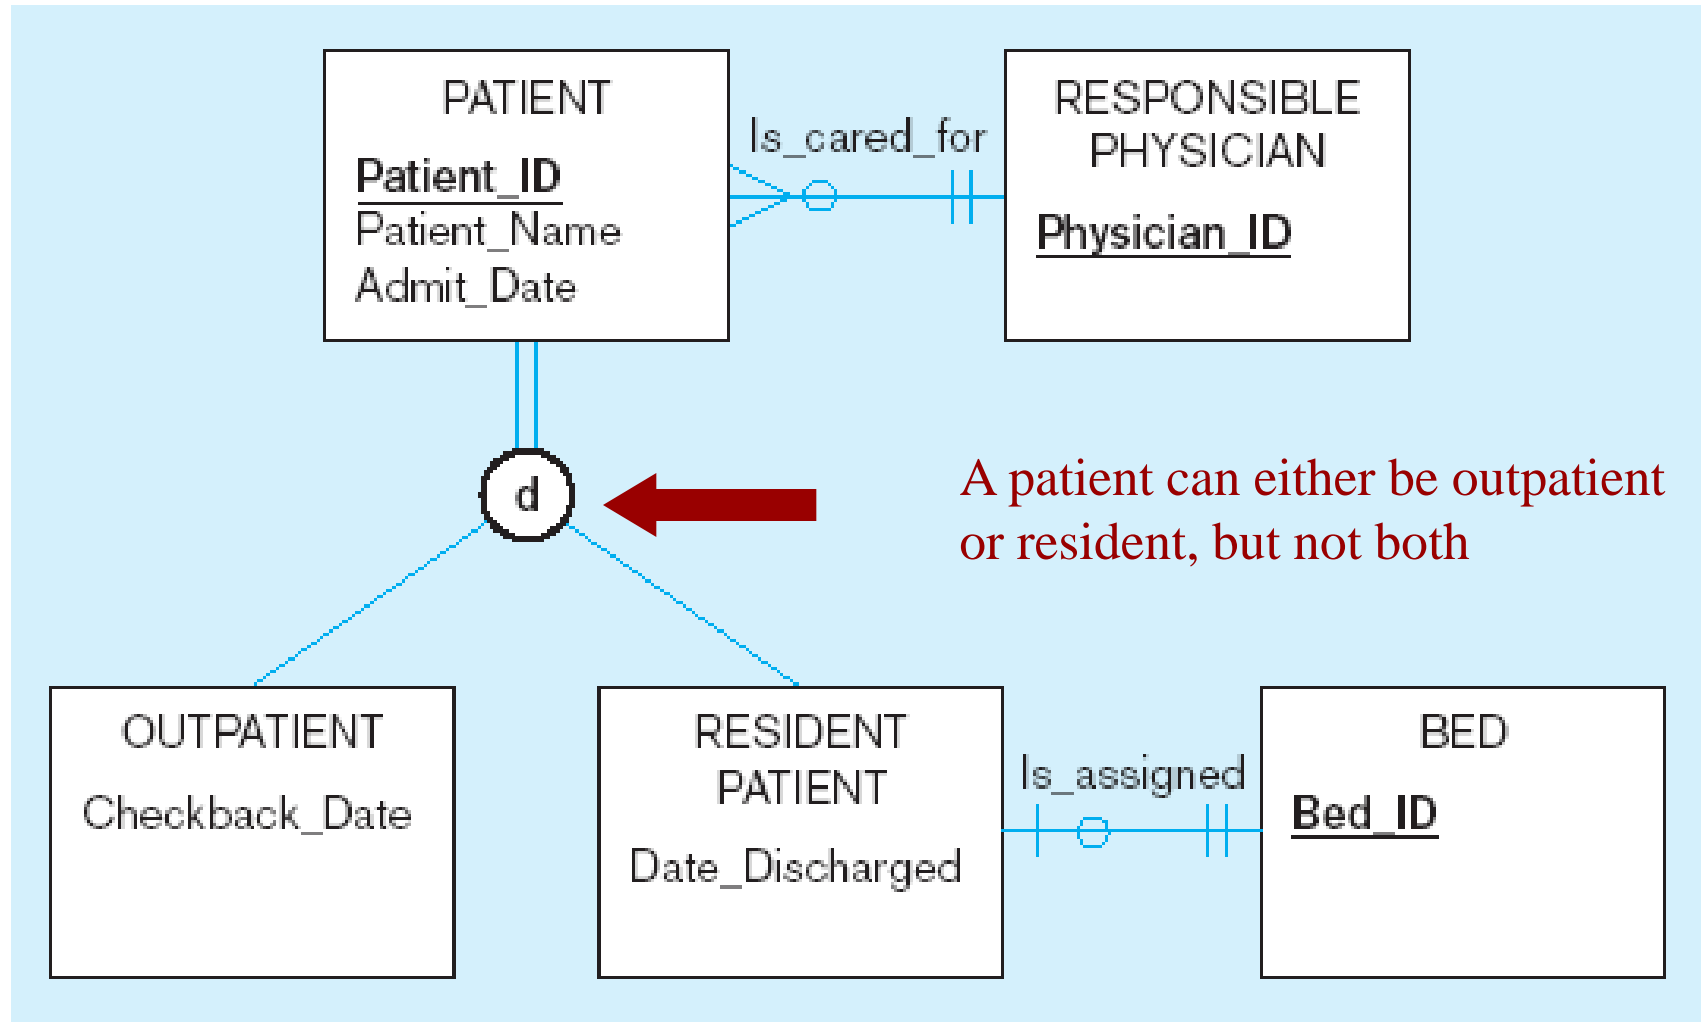 PATIENT
Patient_ID
Patient_Name
Admit_Date
Is_cared_for
RESPONSIBLE
PHYSICIAN
Physician_ID
d
A patient can either be outpatient
or resident, but not both
OUTPATIENT
Checkback_Date
RESIDENT
PATIENT
Date_Discharged
Is_assigned
BED
Bed_ID